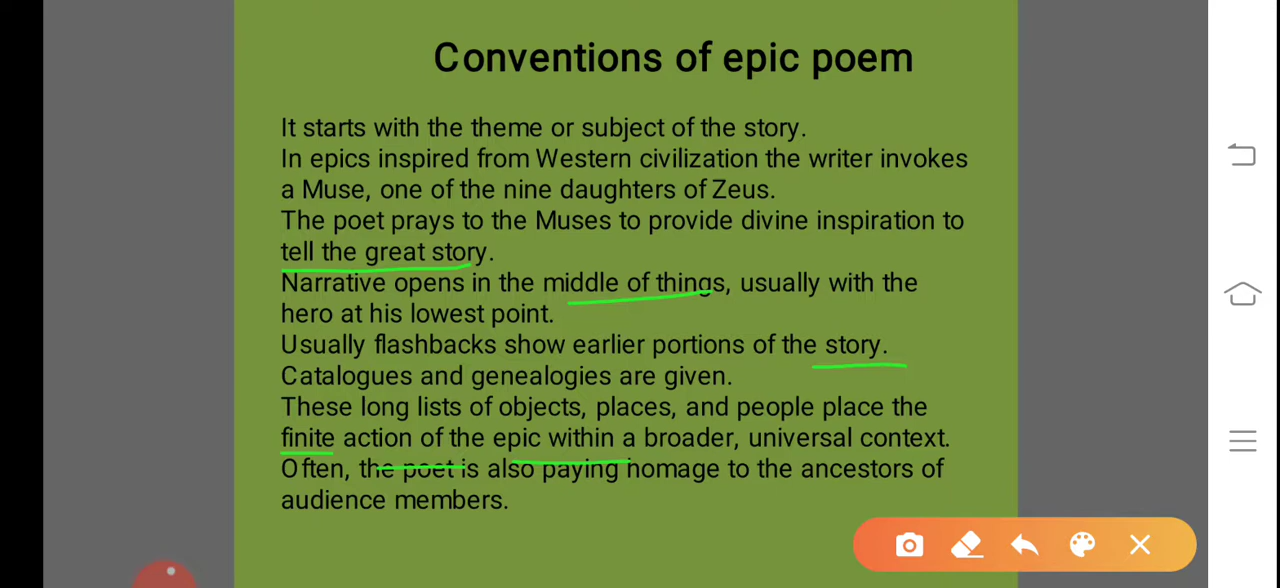 Conventions of epic poem
It starts with the theme or subject of the story.
In epics inspired from Western civilization the writer invokes
a Muse, one of the nine daughters of Zeus.
The poet prays to the Muses to provide divine inspiration to
tell the great story.
Narrative opens in the middle of things, usually with the
hero at his lowest point.
Usually flashbacks show earlier portions of the story.
Catalogues and genealogies are given.
These long lists of objects, places, and people place the
finite action of the epic within a broader, universal context.
Often, the poet is also paying homage to the ancestors of
audience members.